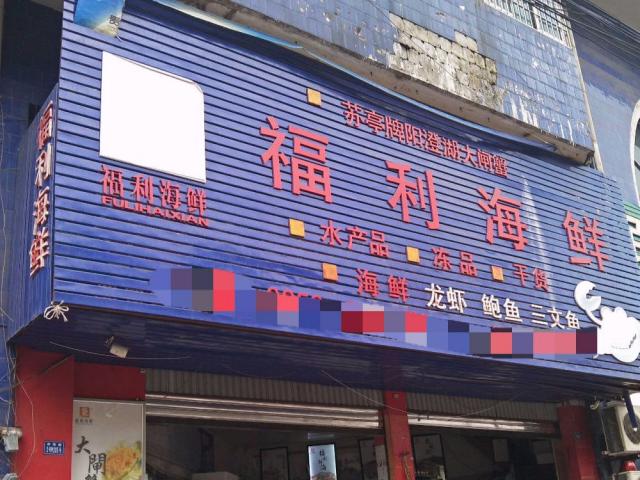 苏亭牌阳澄湖大闸蟹
福利海鲜
福利海鲜
FULIHAIXIAN
福利海鲜
水产品 冻品 干货
海鲜 龙虾 鲍鱼 三文鱼
大閘